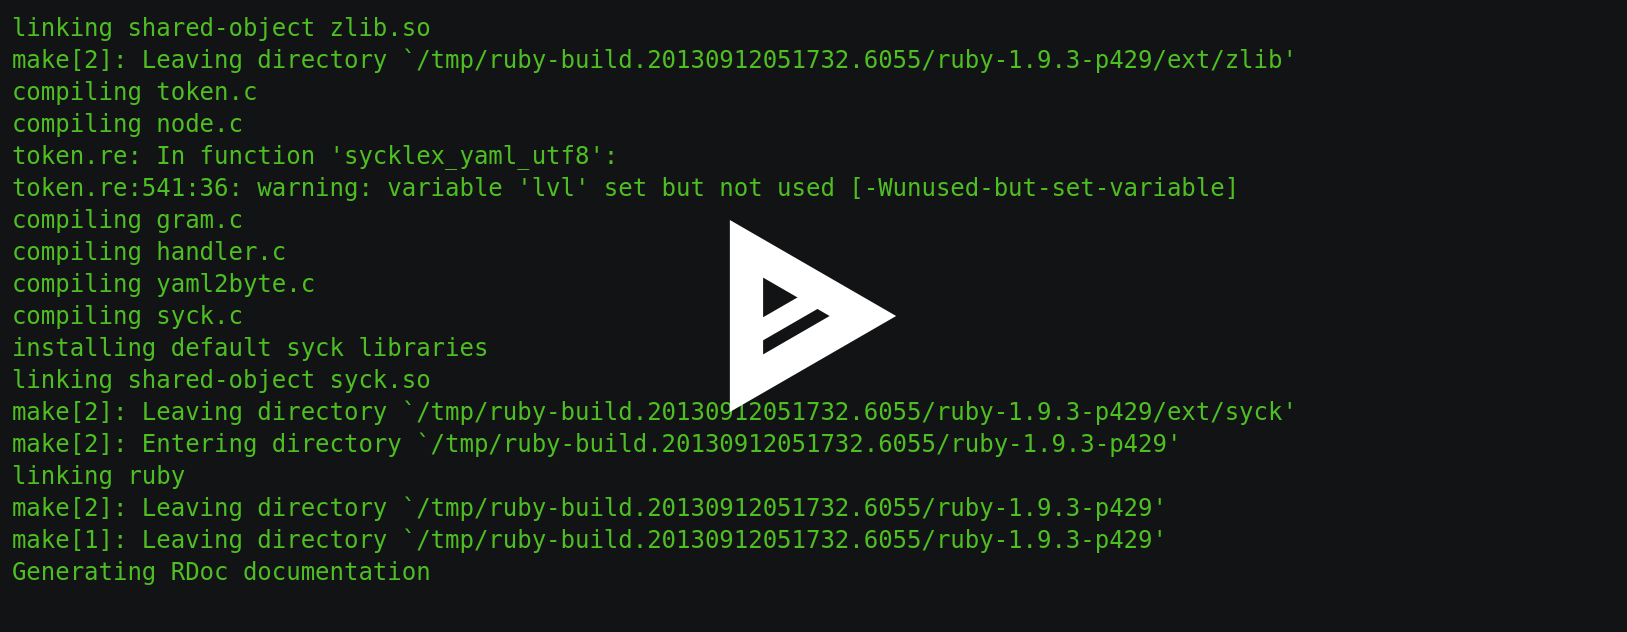 linking shared-object zlib.so
make[2]: Leaving directory `/tmp/ruby-build.20130912051732.6055/ruby-1.9.3-p429/ext/zlib'
compiling token.c
compiling node.c
token.re: In function 'sycklex_yaml_utf8':
token.re:541:36: warning: variable 'lvl' set but not used [-Wunused-but-set-variable]
compiling gram.c
compiling handler.c
compiling yaml2byte.c
compiling syck.c
installing default syck libraries
linking shared-object syck.so
make[2]: Leaving directory `/tmp/ruby-build.20130912051732.6055/ruby-1.9.3-p429/ext/syck'
make[2]: Entering directory `/tmp/ruby-build.20130912051732.6055/ruby-1.9.3-p429'
linking ruby
make[2]: Leaving directory `/tmp/ruby-build.20130912051732.6055/ruby-1.9.3-p429'
make[1]: Leaving directory `/tmp/ruby-build.20130912051732.6055/ruby-1.9.3-p429'
Generating RDoc documentation